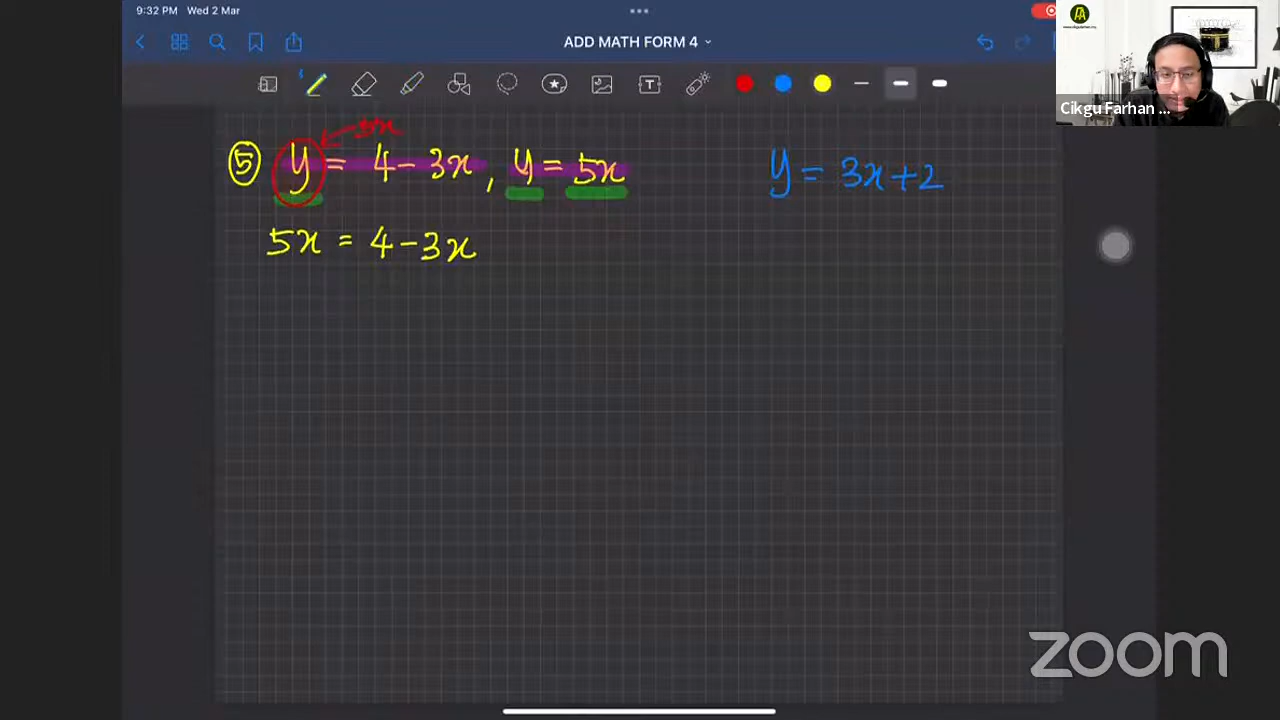 9:32 PM Wed 2 Mar
ADD MATH FORM 4
Cikgu Farhan ...
5x
⑤ y = 4 - 3x , y = 5x
y = 3x + 2
5x = 4 - 3x
zoom